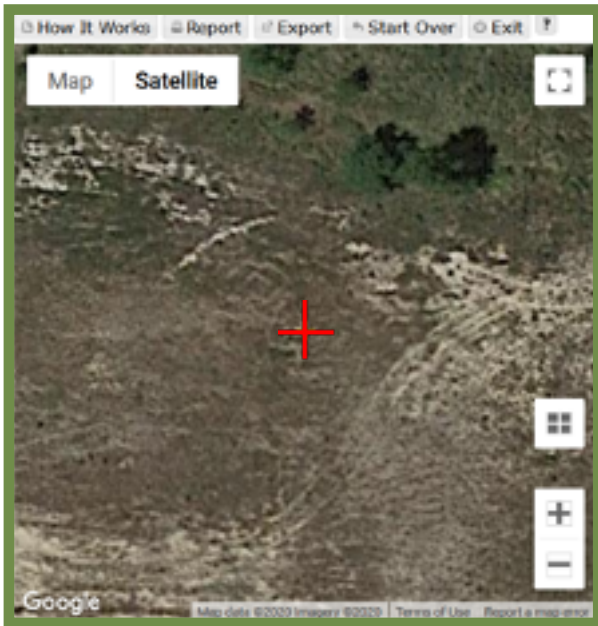 How It Works Report Export Start Over Exit ?
Map Satellite
Google Map data ©2020 Imagery ©2020 Terms of Use Report a map error